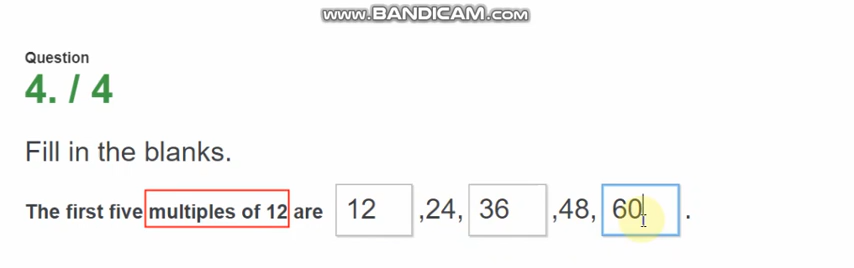 www.BANDICAM.com
Question
4. / 4
Fill in the blanks.
The first five multiples of 12 are 12 ,24, 36 ,48, 60 .